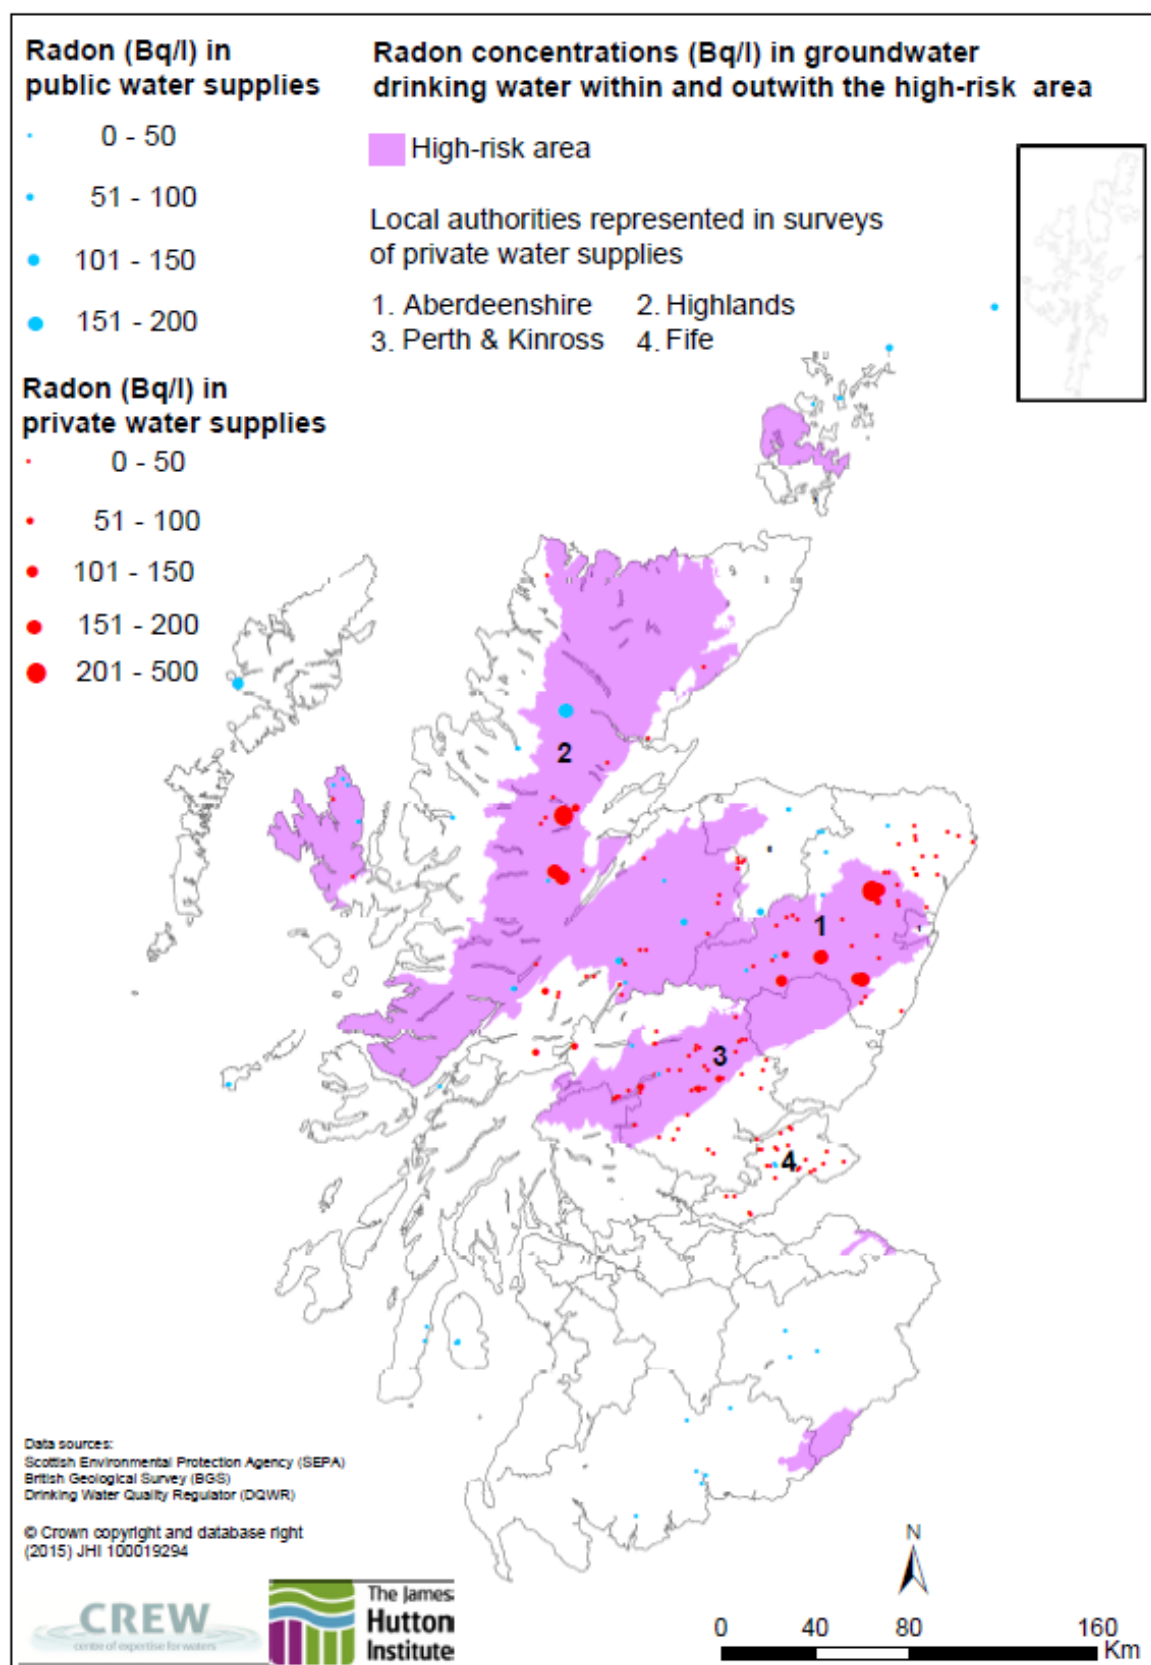 Radon (Bq/l) in
public water supplies
0 - 50
51 - 100
101 - 150
151 - 200
Radon (Bq/l) in
private water supplies
0 - 50
51 - 100
101 - 150
151 - 200
201 - 500
Radon concentrations (Bq/l) in groundwater
drinking water within and outwith the high-risk area
High-risk area
Local authorities represented in surveys
of private water supplies
1. Aberdeenshire 2. Highlands
3. Perth & Kinross 4. Fife
2
1
3
4
Data sources:
Scottish Environmental Protection Agency (SEPA)
British Geological Survey (BGS)
Drinking Water Quality Regulator (DQWR)
© Crown copyright and database right
(2015) JHI 100019294
CREW
centre of expertise for waters
The James
Hutton
Institute
N
0 40 80 160
Km